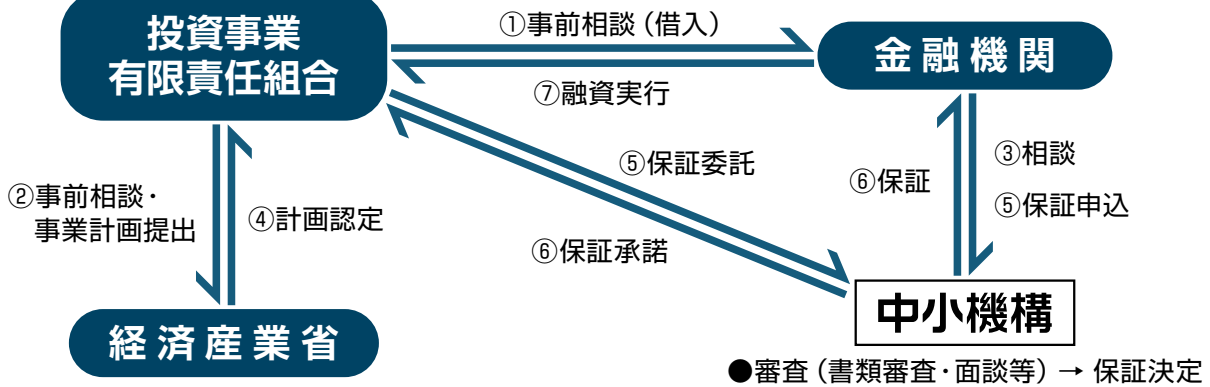 投資事業
有限責任組合
①事前相談（借入）
⑦融資実行
金融機関
②事前相談・
事業計画提出
④計画認定
⑤保証委託
⑥保証承諾
⑥保証
③相談
⑤保証申込
経済産業省
中小機構
●審査（書類審査・面談等）→ 保証決定